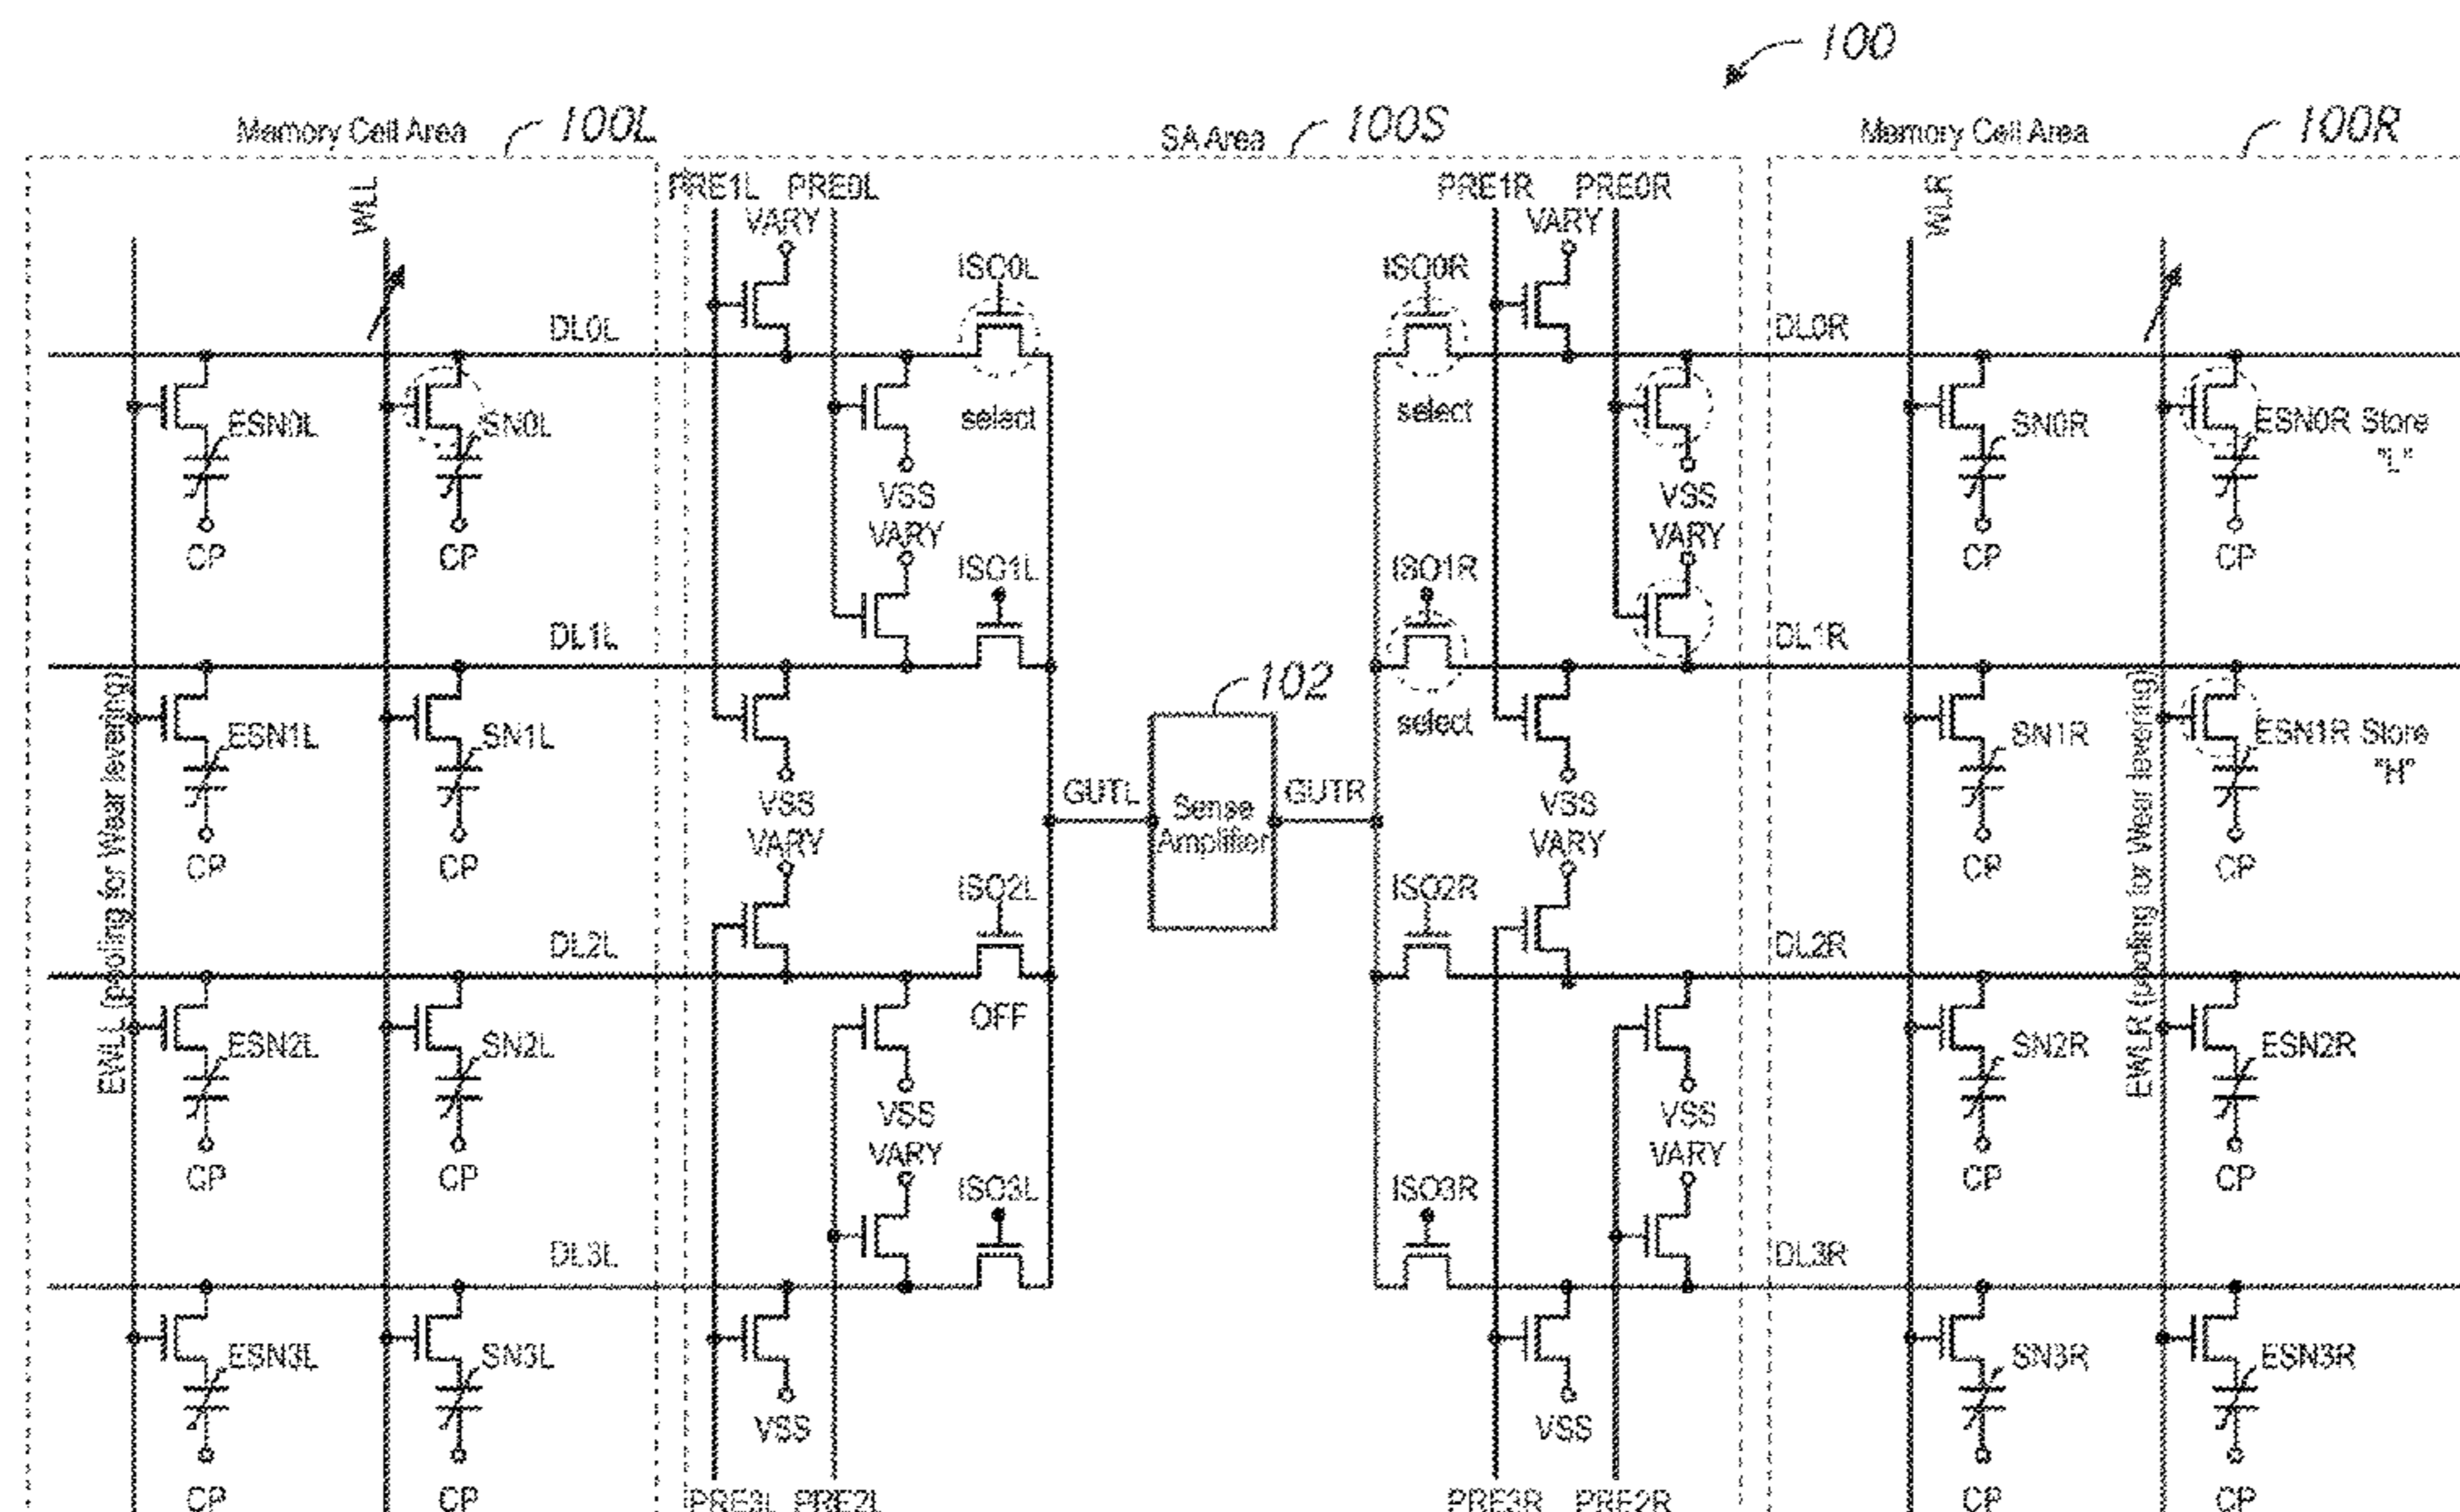 100
Memory Cell Area 100L SA Area 100S Memory Cell Area 100R
WLL PRE1L PRE0L PRE1R PRE0R WLR
VARY VARY
ISO0L ISO0R
DL0L DL0R
ESN0L SN0L select select SN0R ESN0R Store
"L"
VSS VSS
VARY VARY
CP CP ISO1L ISO1R CP CP
DL1L DL1R
102
ESN1L SN1L select SN1R ESN1R Store
"H"
GUTL Sense GUTR
Amplifier
VSS VSS
VARY VARY
CP CP CP CP
ISO2L ISO2R
EWLL (pooling for Wear levering) EWLR (pooling for Wear levering)
DL2L DL2R
OFF
ESN2L SN2L SN2R ESN2R
VSS VSS
VARY VARY
CP CP CP CP
ISO3L ISO3R
DL3L DL3R
ESN3L SN3L SN3R ESN3R
VSS VSS
CP CP PRE3L PRE2L PRE3R PRE2R CP CP